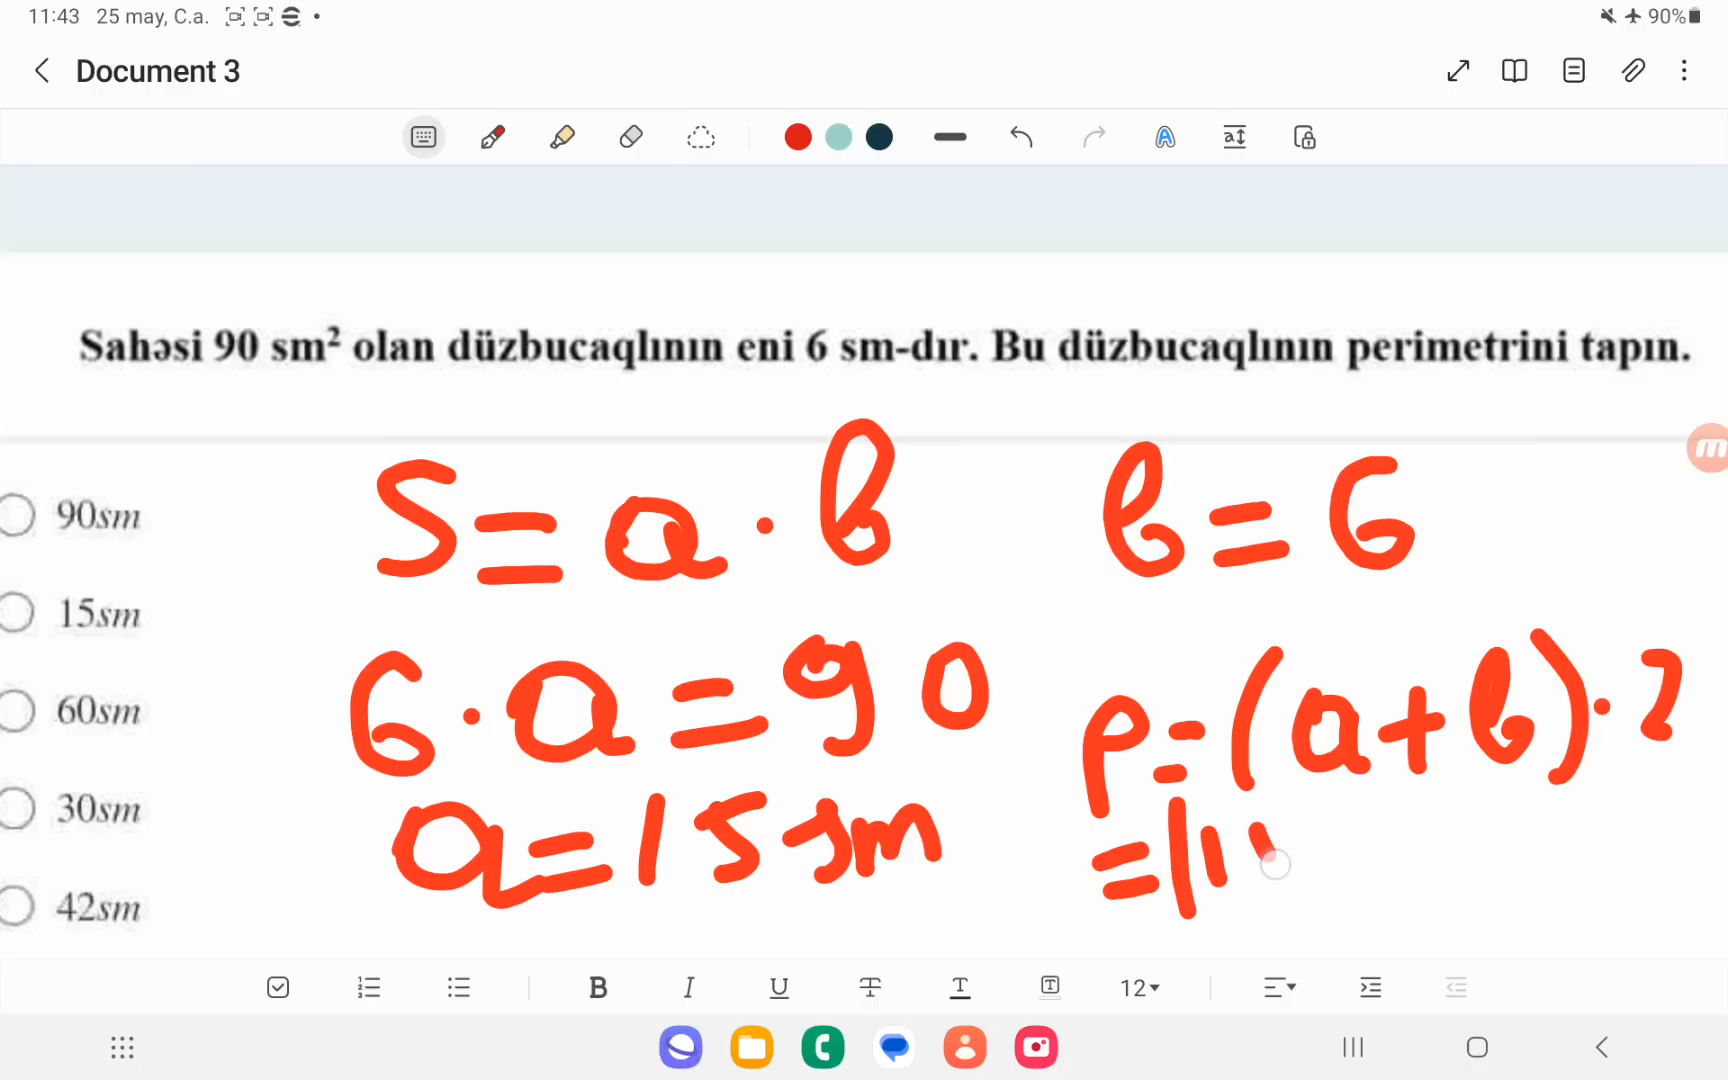 11:43 25 may, C.a. 90%
Document 3
Sahəsi 90 sm² olan düzbucaqlının eni 6 sm-dır. Bu düzbucaqlının perimetrini tapın.
S=a·b b=6
90sm
15sm
6·a=90 P=(a+b)·2
60sm
a=15sm
30sm
42sm
12